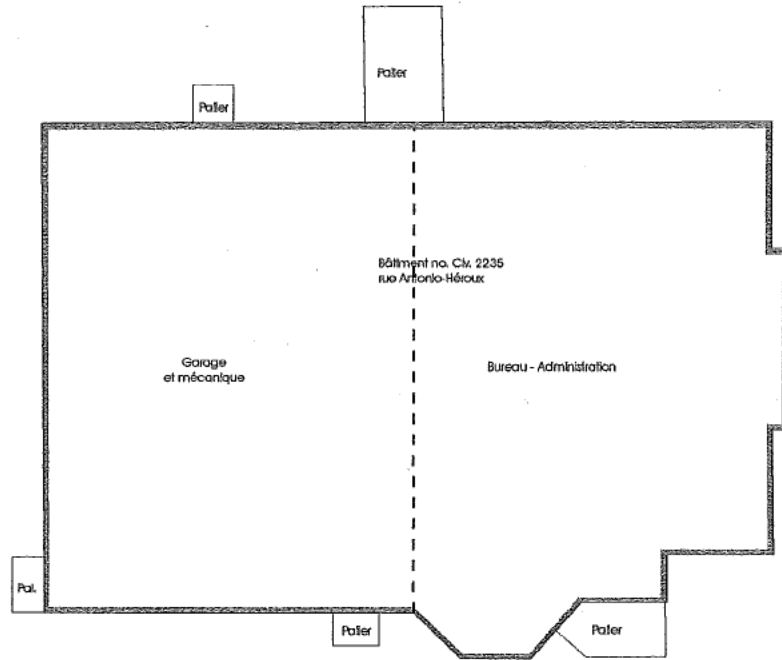 Palier
Palier
Bâtiment no. Civ. 2235
rue Antonio-Héroux
Garage
et mécanique
Bureau - Administration
Pal.
Palier
Palier